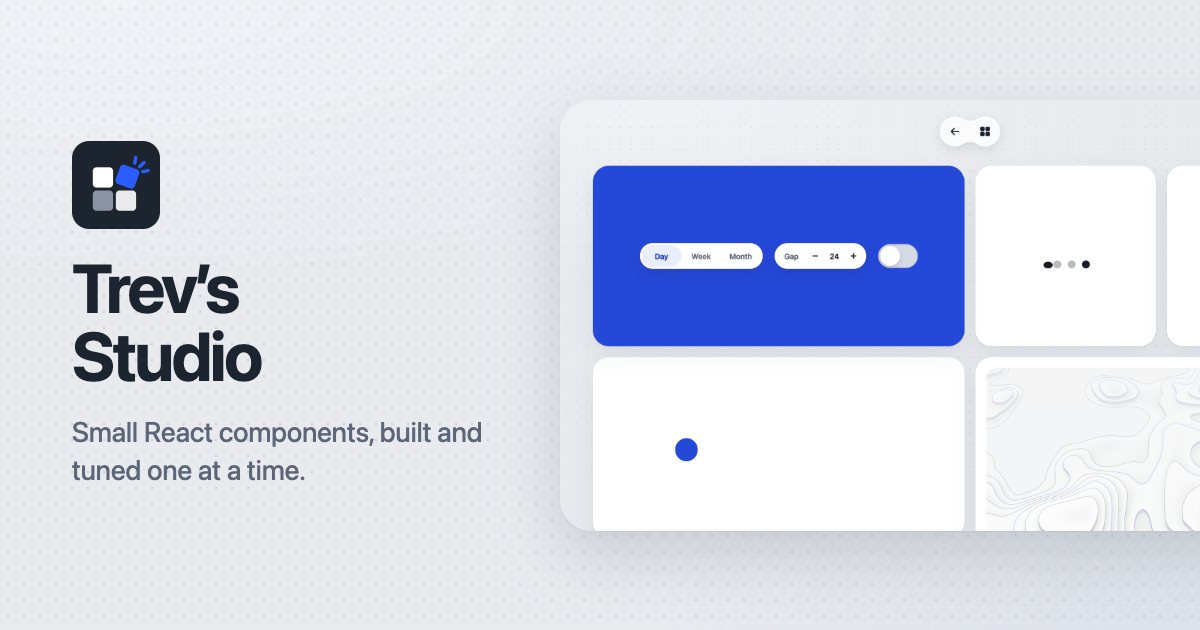 Trev’s
Studio
Small React components, built and
tuned one at a time.
Day Week Month
Gap − 24 +